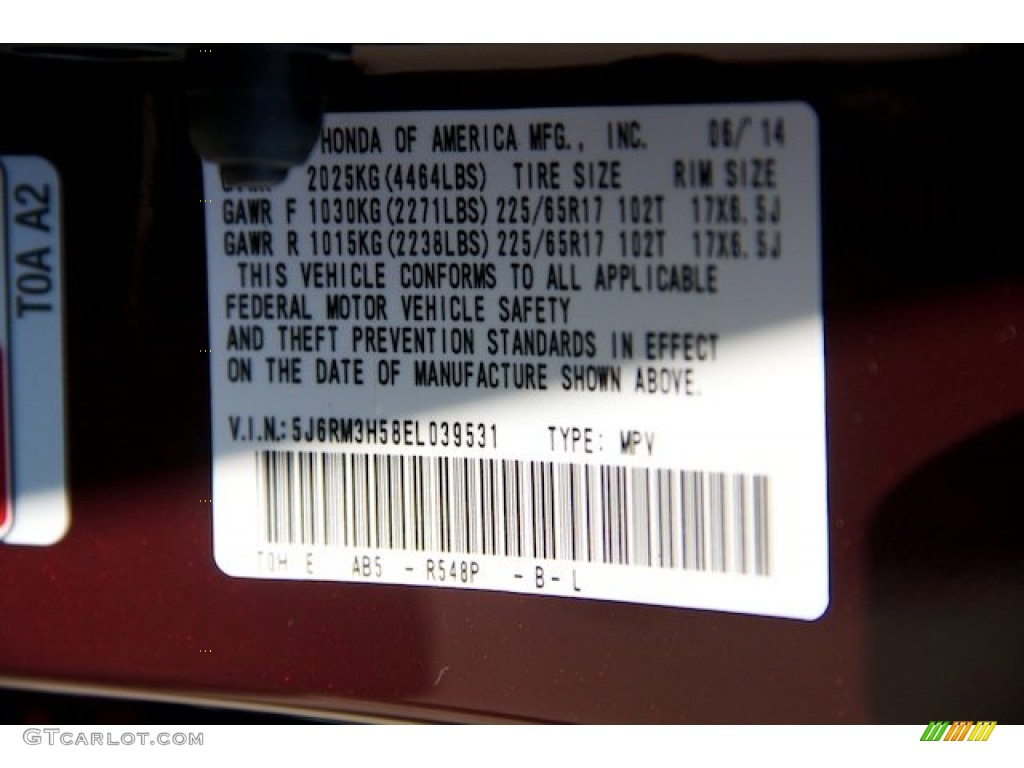 HONDA OF AMERICA MFG., INC. 06/'14
2025KG(4464LBS) TIRE SIZE RIM SIZE
GAWR F 1030KG(2271LBS) 225/65R17 102T 17X6.5J
GAWR R 1015KG(2238LBS) 225/65R17 102T 17X6.5J
THIS VEHICLE CONFORMS TO ALL APPLICABLE
FEDERAL MOTOR VEHICLE SAFETY
AND THEFT PREVENTION STANDARDS IN EFFECT
ON THE DATE OF MANUFACTURE SHOWN ABOVE.
V.I.N.: 5J6RM3H58EL039531 TYPE: MPV
T0H E AB5 - R548P - B - L
T0A A2
GTCARLOT.COM